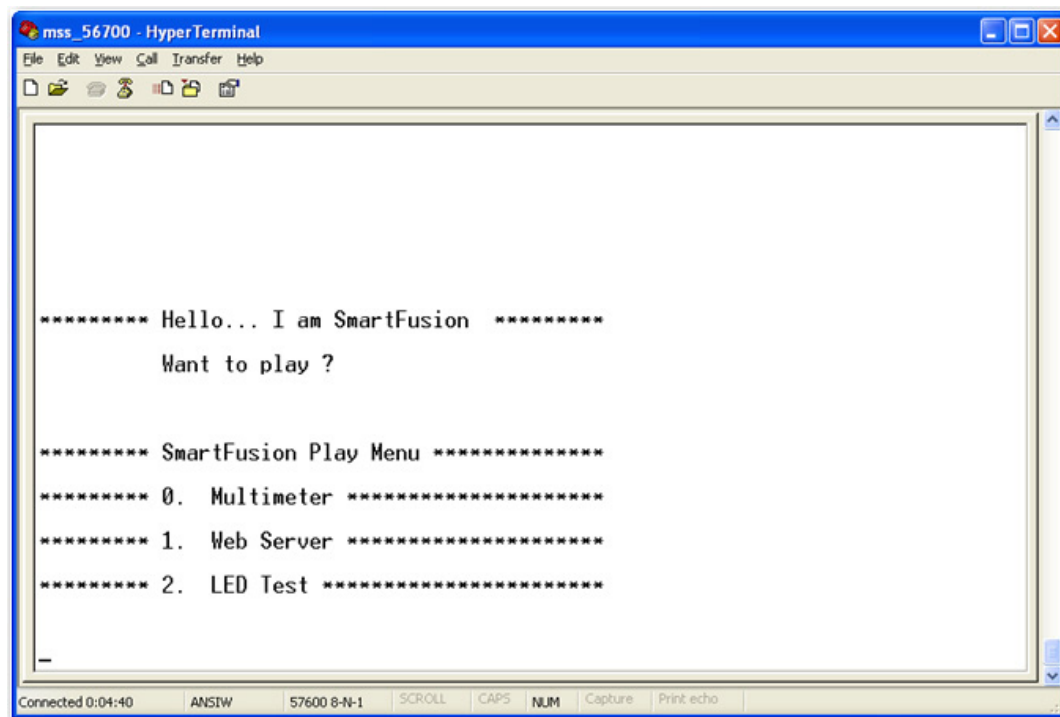 mss_56700 - HyperTerminal
File Edit View Call Transfer Help
********* Hello... I am SmartFusion *********
Want to play ?
********* SmartFusion Play Menu **************
********* 0. Multimeter *********************
********* 1. Web Server *********************
********* 2. LED Test ***********************
_
Connected 0:04:40 ANSIW 57600 8-N-1 SCROLL CAPS NUM Capture Print echo